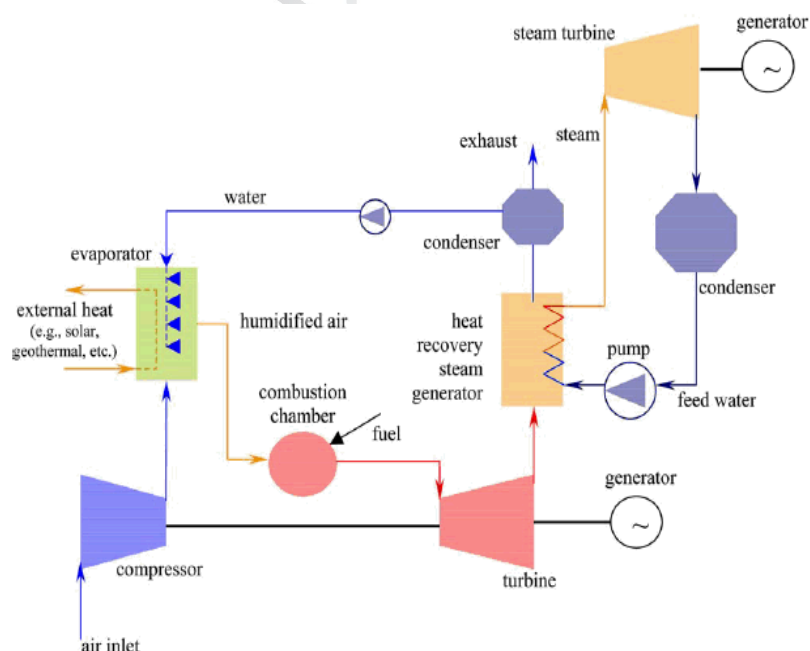 generator
steam turbine
~
exhaust
steam
water
condenser
evaporator
external heat
(e.g., solar,
geothermal, etc.)
humidified air
heat
recovery
steam
generator
condenser
pump
feed water
combustion
chamber
fuel
generator
~
compressor
turbine
air inlet